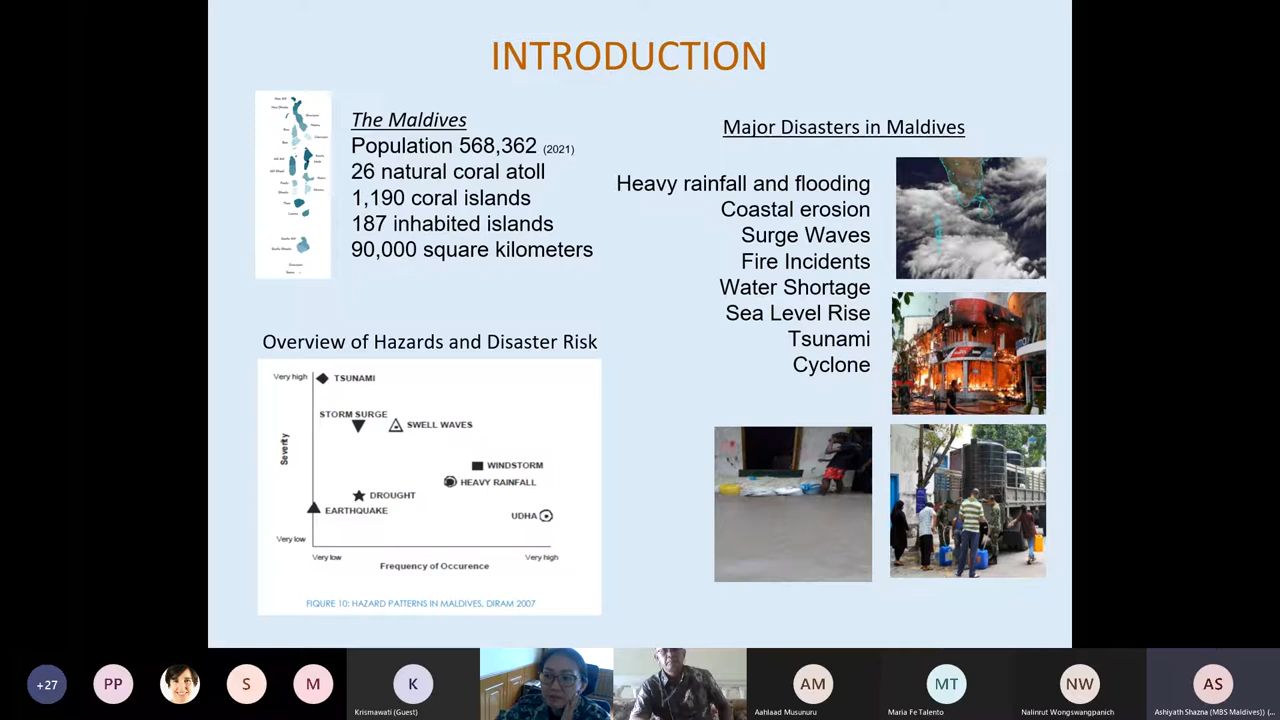 INTRODUCTION
The Maldives
Population 568,362 (2021)
26 natural coral atoll
1,190 coral islands
187 inhabited islands
90,000 square kilometers
Major Disasters in Maldives
Heavy rainfall and flooding
Coastal erosion
Surge Waves
Fire Incidents
Water Shortage
Sea Level Rise
Tsunami
Cyclone
Overview of Hazards and Disaster Risk
Very high
TSUNAMI
STORM SURGE
SWELL WAVES
Severity
WINDSTORM
HEAVY RAINFALL
DROUGHT
EARTHQUAKE
UDHA
Very low
Very low
Very high
Frequency of Occurence
FIGURE 10: HAZARD PATTERNS IN MALDIVES, DIRAM 2007
+27
PP
S
M
K
Krismawati (Guest)
AM
Aahlaad Musunuru
MT
Maria Fe Talento
NW
Nalinrut Wongswangpanich
AS
Ashiyath Shazna (MBS Maldives)) (...